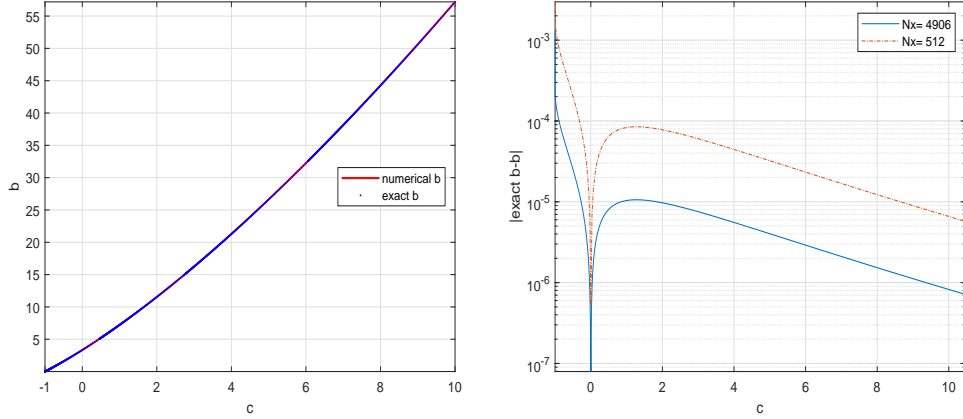 55
50
45
40
35
30
25
20
15
10
5
-1 0 2 4 6 8 10
b
c
numerical b
exact b
10-3
10-4
10-5
10-6
10-7
0 2 4 6 8 10
|exact b-b|
c
Nx= 4906
Nx= 512